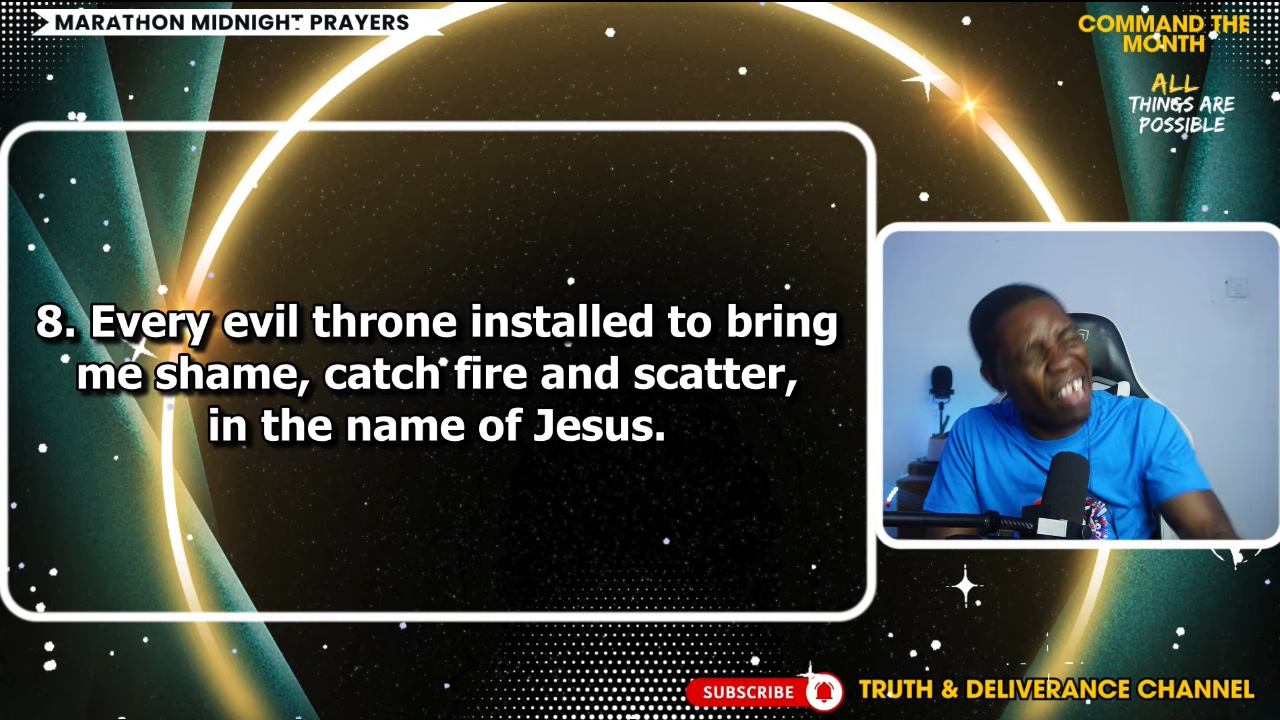 MARATHON MIDNIGHT PRAYERS
COMMAND THE
MONTH
ALL
THINGS ARE
POSSIBLE
8. Every evil throne installed to bring
me shame, catch fire and scatter,
in the name of Jesus.
SUBSCRIBE
TRUTH & DELIVERANCE CHANNEL